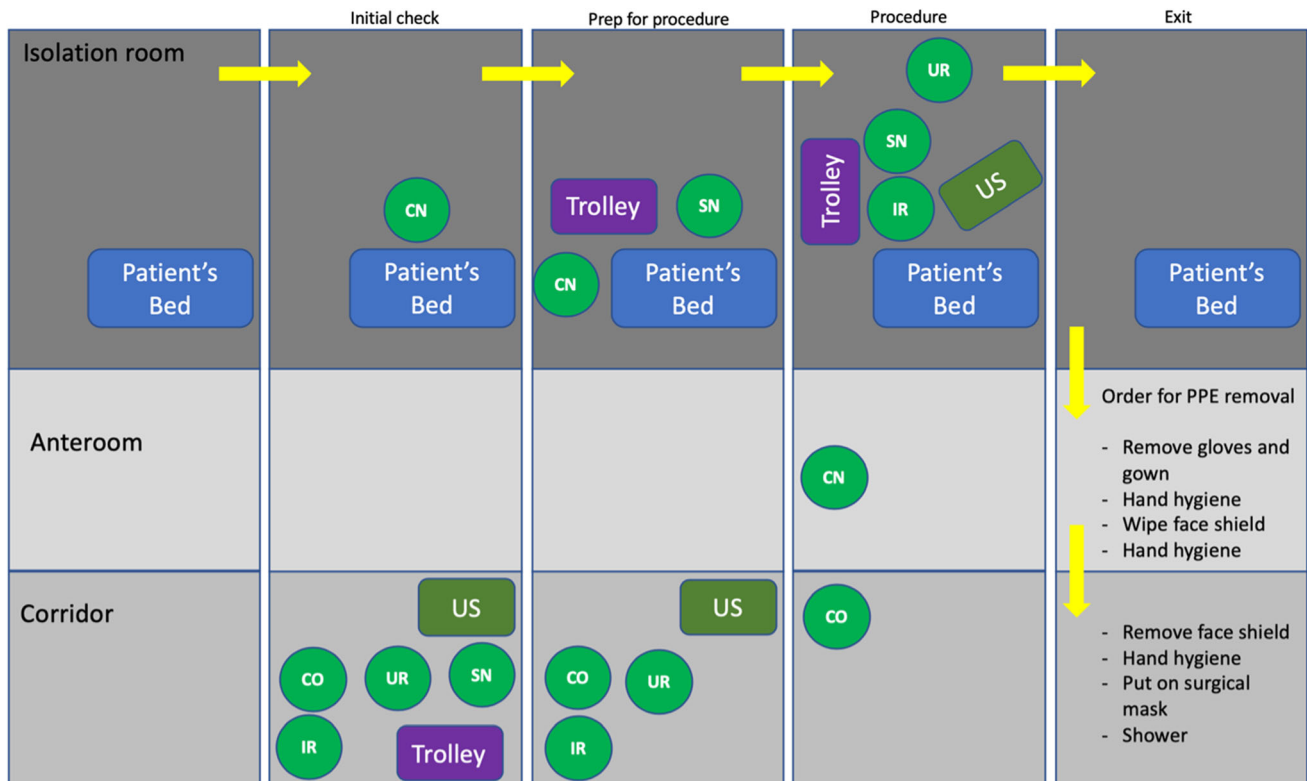 Initial check
Prep for procedure
Procedure
Exit
Isolation room
CN
Trolley
SN
CN
UR
SN
Trolley
IR
US
Patient's
Bed
Patient's
Bed
Patient's
Bed
Patient's
Bed
Patient's
Bed
Anteroom
CN
Order for PPE removal
- Remove gloves and
gown
- Hand hygiene
- Wipe face shield
- Hand hygiene
Corridor
US
CO
UR
SN
IR
Trolley
US
CO
UR
IR
CO
- Remove face shield
- Hand hygiene
- Put on surgical
mask
- Shower